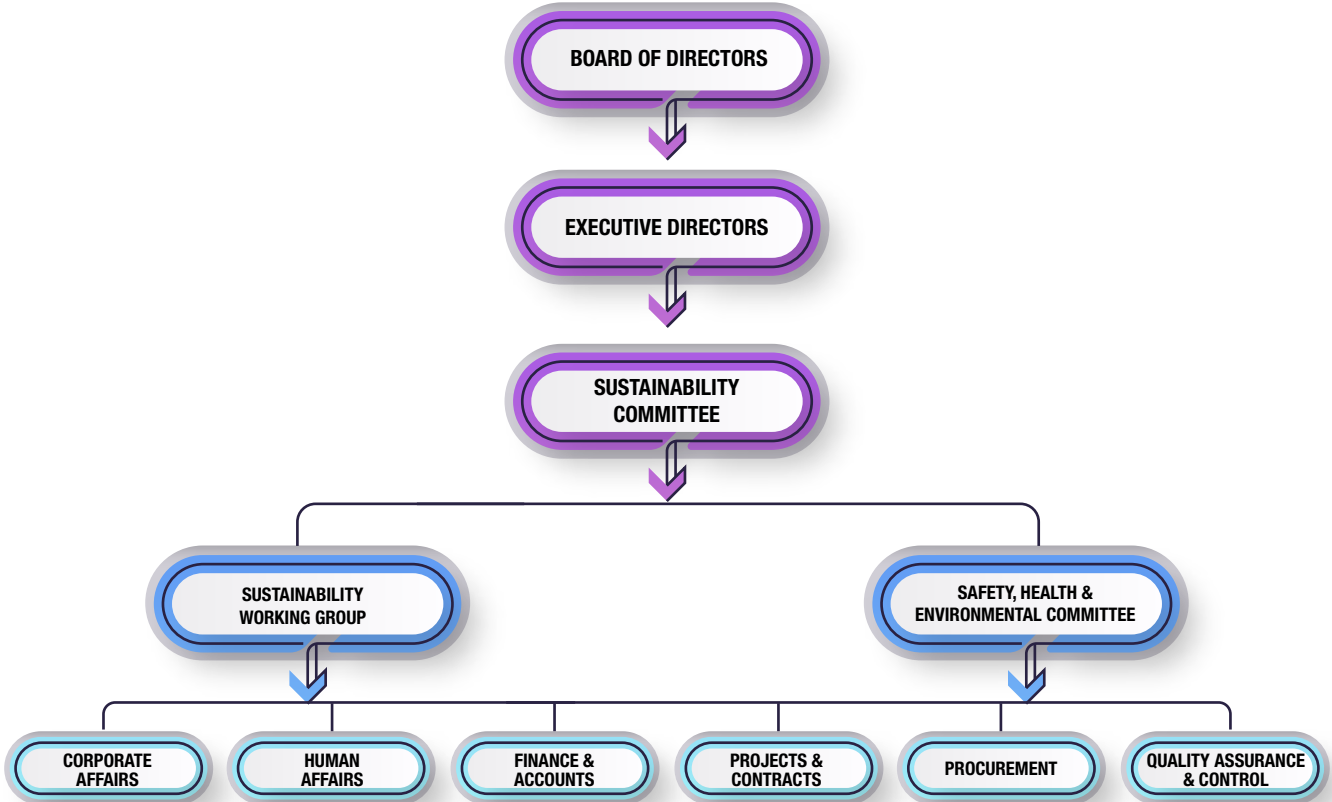 BOARD OF DIRECTORS
EXECUTIVE DIRECTORS
SUSTAINABILITY
COMMITTEE
SUSTAINABILITY
WORKING GROUP
SAFETY, HEALTH &
ENVIRONMENTAL COMMITTEE
CORPORATE
AFFAIRS
HUMAN
AFFAIRS
FINANCE &
ACCOUNTS
PROJECTS &
CONTRACTS
PROCUREMENT
QUALITY ASSURANCE
& CONTROL